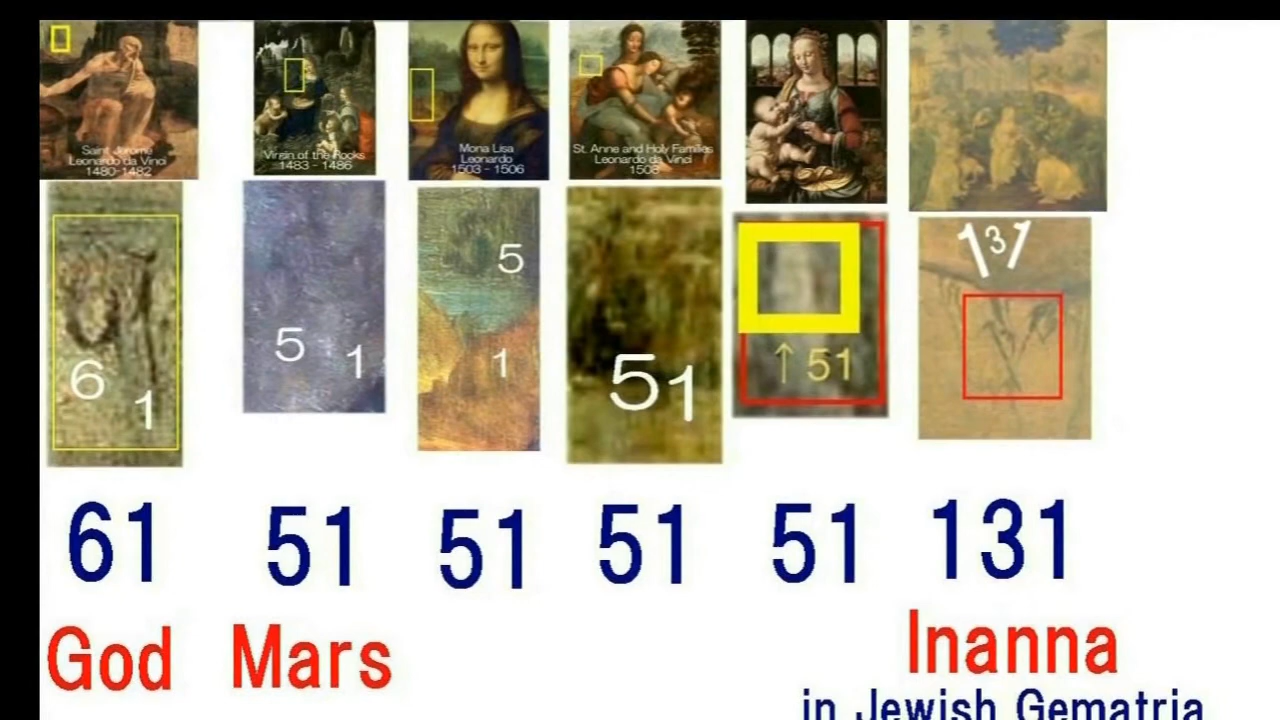 Saint Jerome
Leonardo da Vinci
1480-1482
Virgin of the Rocks
1483 - 1486
Mona Lisa
Leonardo
1503 - 1506
St. Anne and Holy Families
Leonardo da Vinci
1508
6
1
5
1
5
1
51
↑ 51
131
61 51 51 51 51 131
God Mars Inanna
in Jewish Gematria